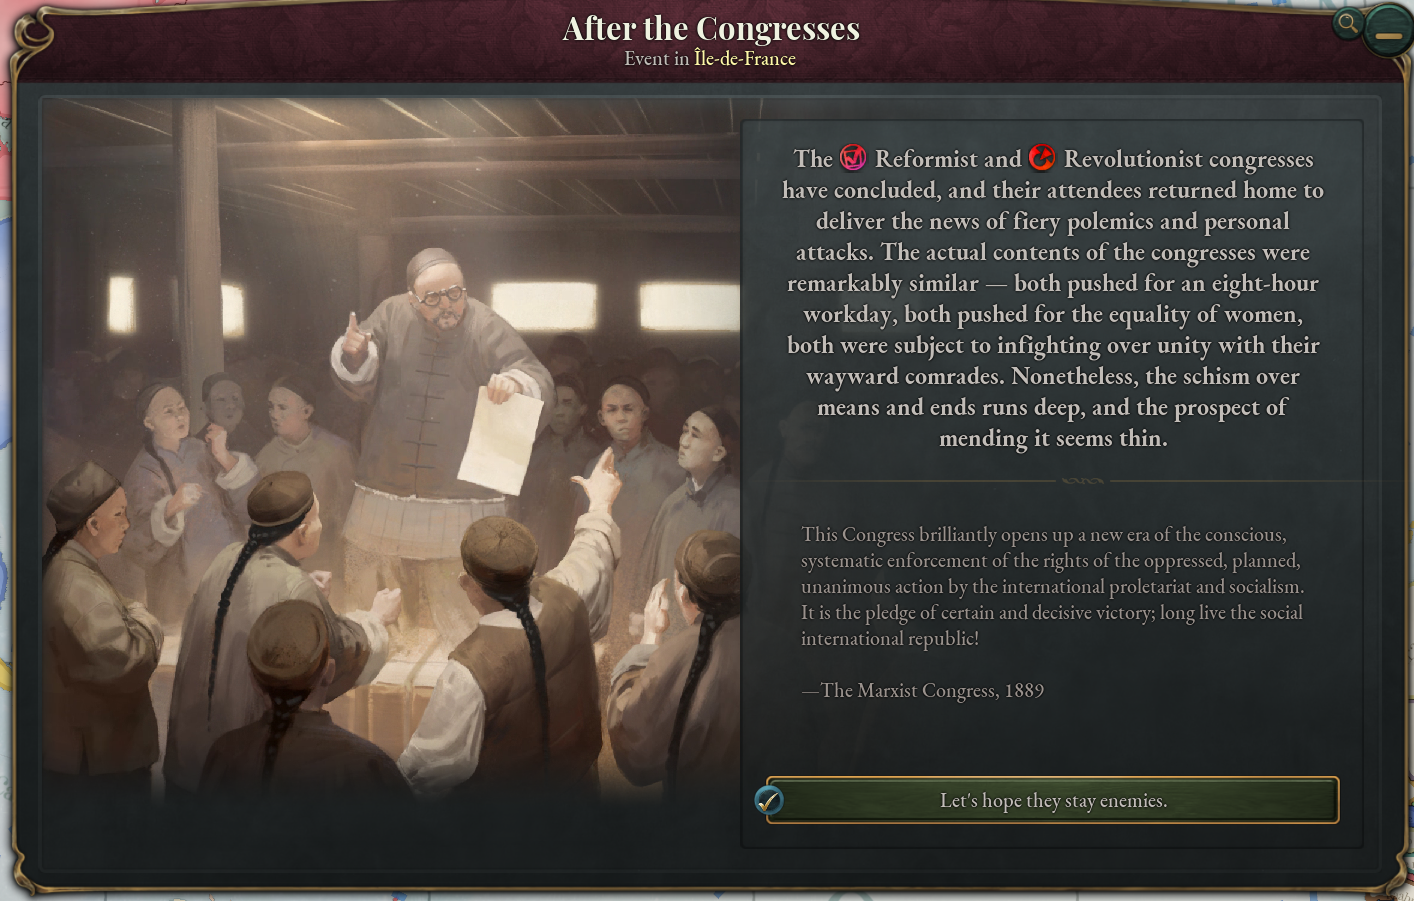 After the Congresses
Event in Île-de-France
The Reformist and Revolutionist congresses
have concluded, and their attendees returned home to
deliver the news of fiery polemics and personal
attacks. The actual contents of the congresses were
remarkably similar — both pushed for an eight-hour
workday, both pushed for the equality of women,
both were subject to infighting over unity with their
wayward comrades. Nonetheless, the schism over
means and ends runs deep, and the prospect of
mending it seems thin.
This Congress brilliantly opens up a new era of the conscious,
systematic enforcement of the rights of the oppressed, planned,
unanimous action by the international proletariat and socialism.
It is the pledge of certain and decisive victory; long live the social
international republic!
—The Marxist Congress, 1889
Let's hope they stay enemies.